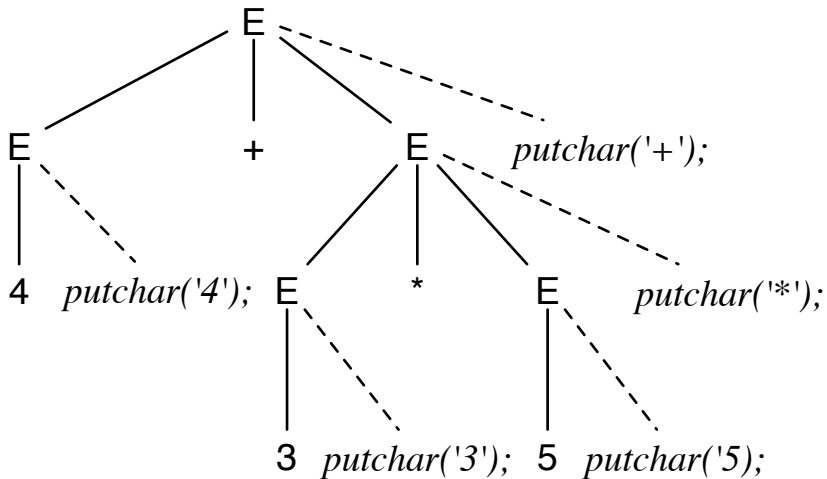 E
E + E putchar('+');
4 putchar('4'); E * E putchar('*');
3 putchar('3'); 5 putchar('5);